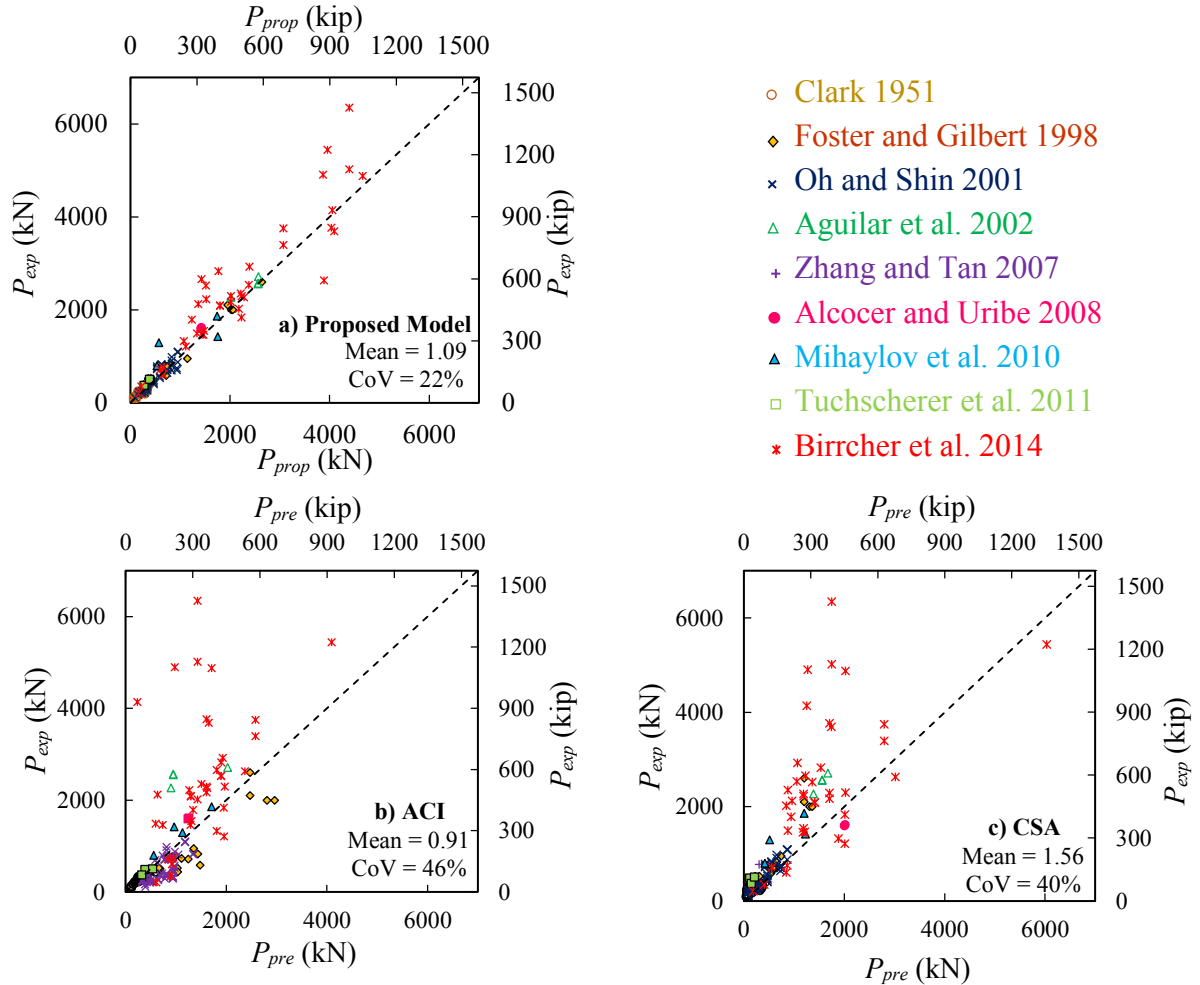 P_prop (kip)
0 300 600 900 1200 1500
6000
4000
2000
0
P_exp (kN)
1500
1200
900
600
300
0
P_exp (kip)
a) Proposed Model
Mean = 1.09
CoV = 22%
0 2000 4000 6000
P_prop (kN)
Clark 1951
Foster and Gilbert 1998
Oh and Shin 2001
Aguilar et al. 2002
Zhang and Tan 2007
Alcocer and Uribe 2008
Mihaylov et al. 2010
Tuchscherer et al. 2011
Birrcher et al. 2014
P_pre (kip)
0 300 600 900 1200 1500
6000
4000
2000
0
P_exp (kN)
1500
1200
900
600
300
0
P_exp (kip)
b) ACI
Mean = 0.91
CoV = 46%
0 2000 4000 6000
P_pre (kN)
P_pre (kip)
0 300 600 900 1200 1500
6000
4000
2000
0
P_exp (kN)
1500
1200
900
600
300
0
P_exp (kip)
c) CSA
Mean = 1.56
CoV = 40%
0 2000 4000 6000
P_pre (kN)